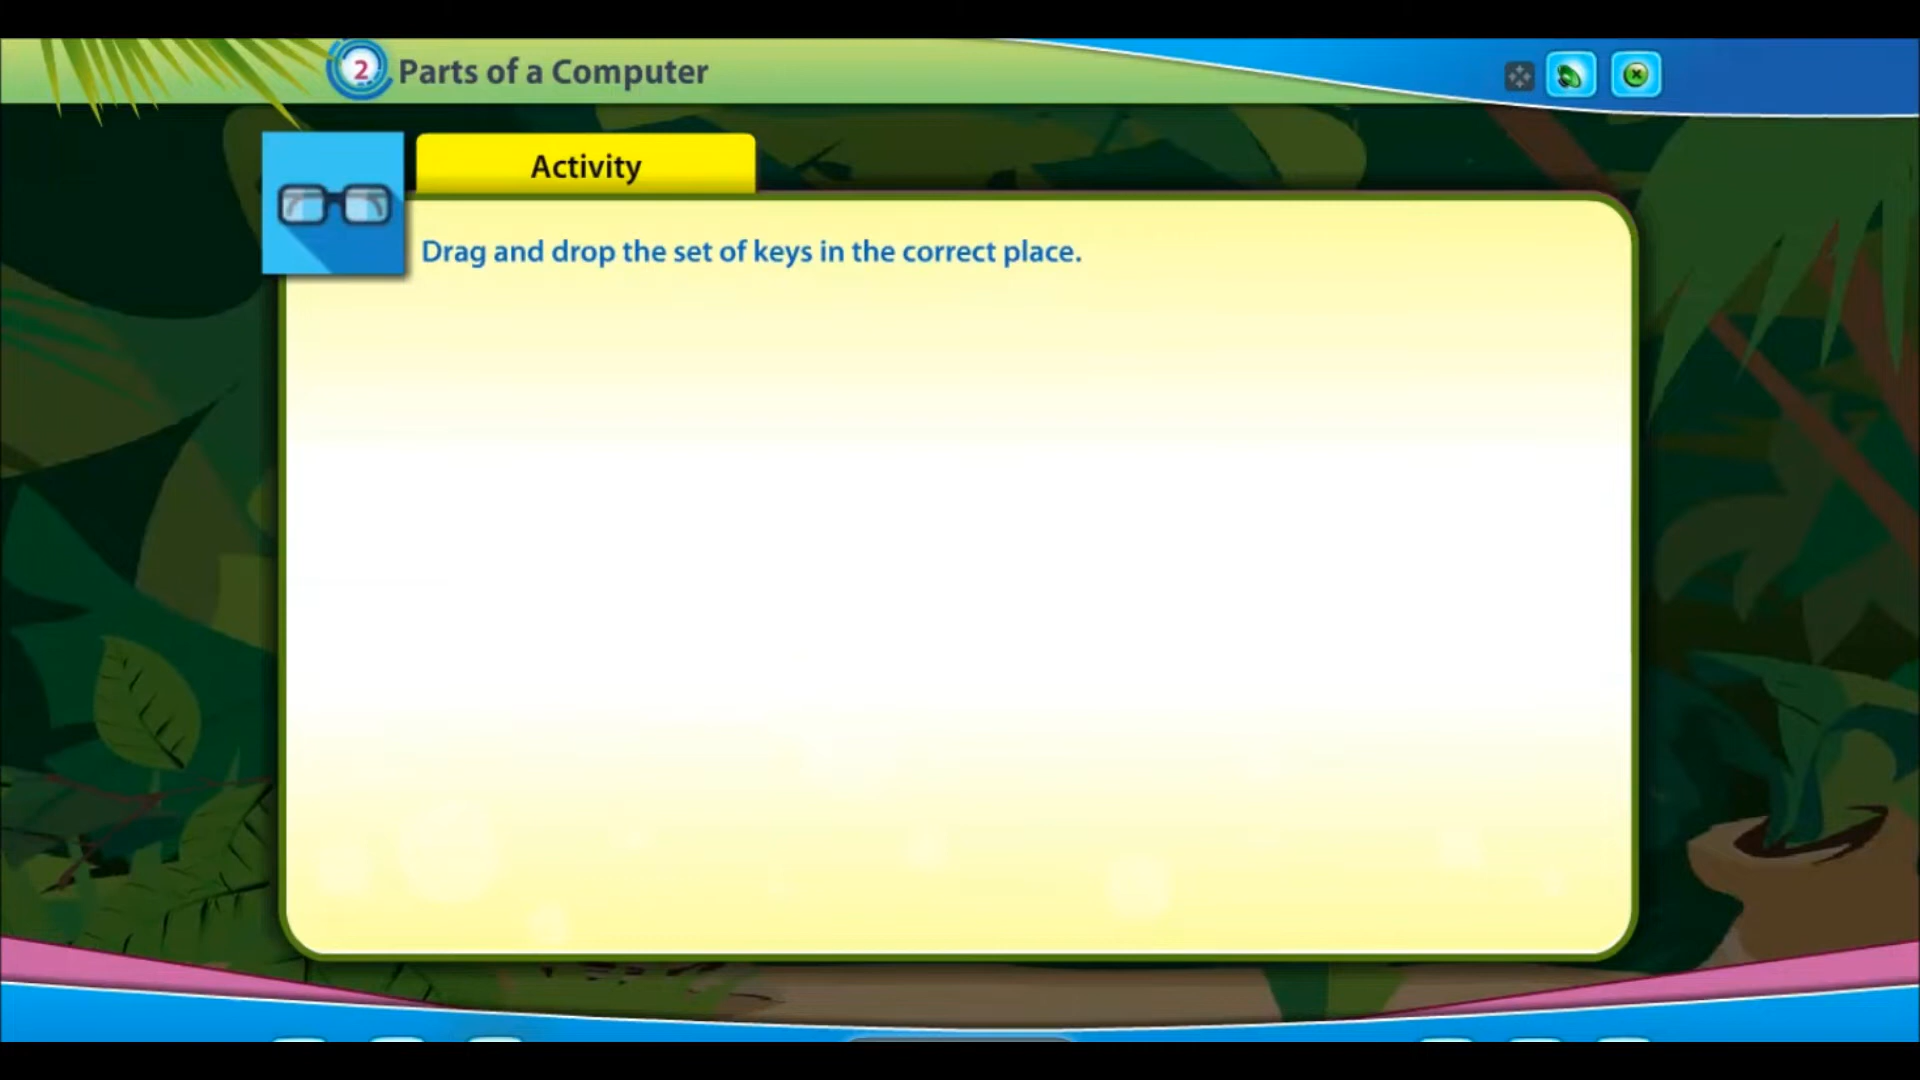 2 Parts of a Computer
Activity
Drag and drop the set of keys in the correct place.